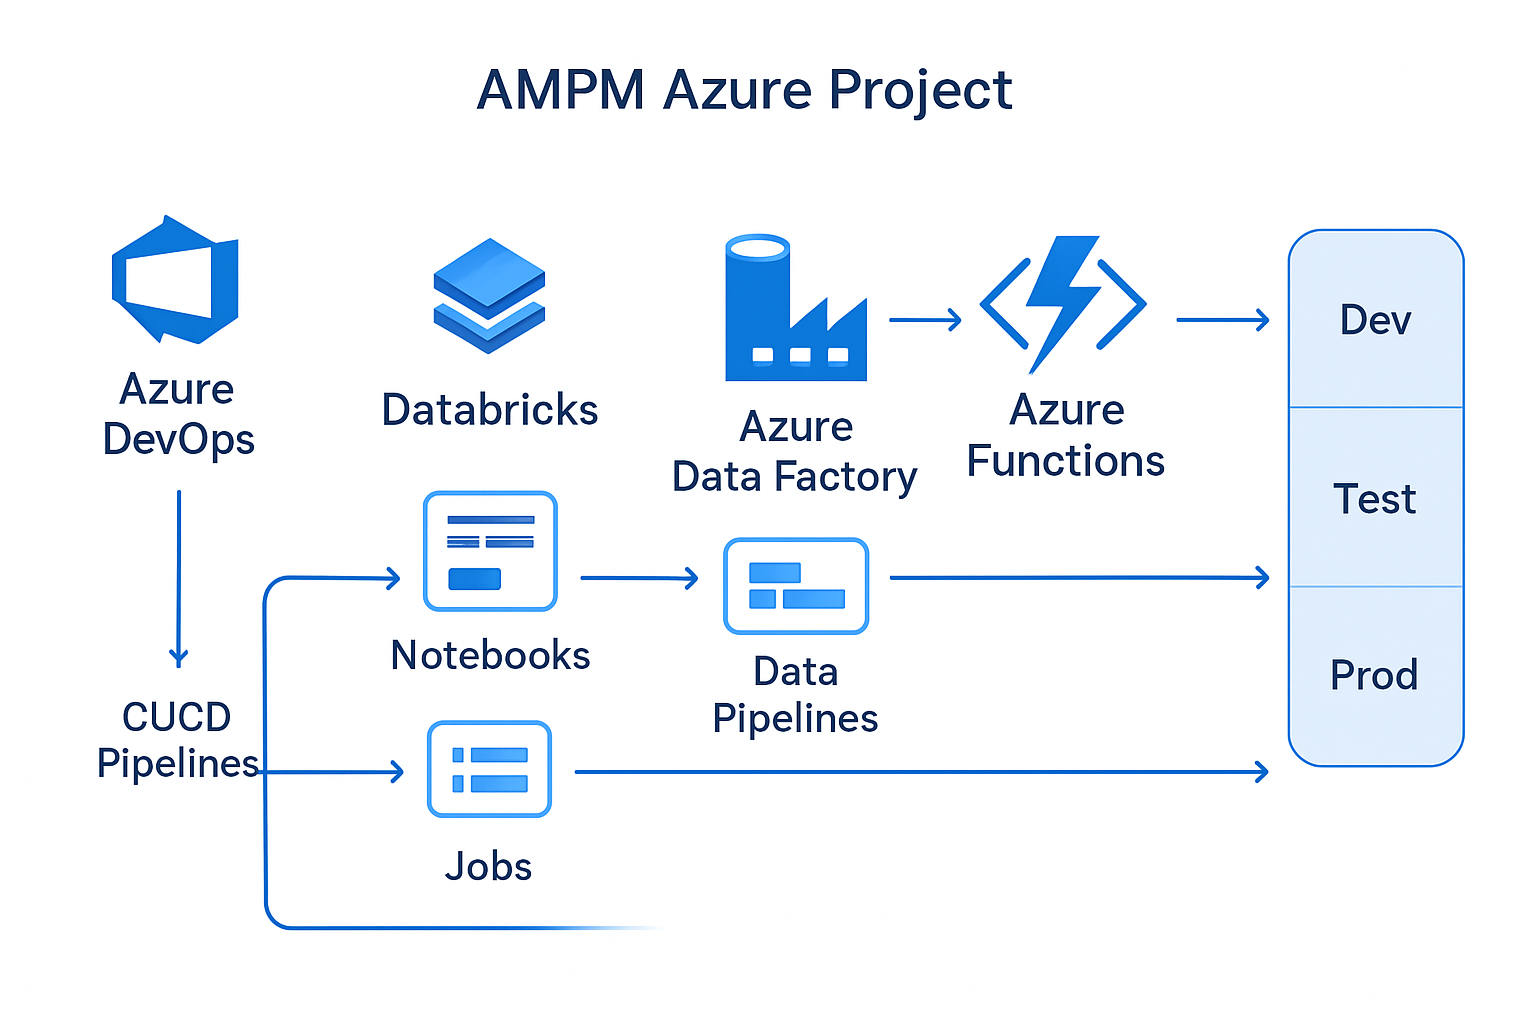 AMPM Azure Project
Azure
DevOps
Databricks
Azure
Data Factory
Azure
Functions
Notebooks
Data
Pipelines
CUCD
Pipelines
Jobs
Dev
Test
Prod